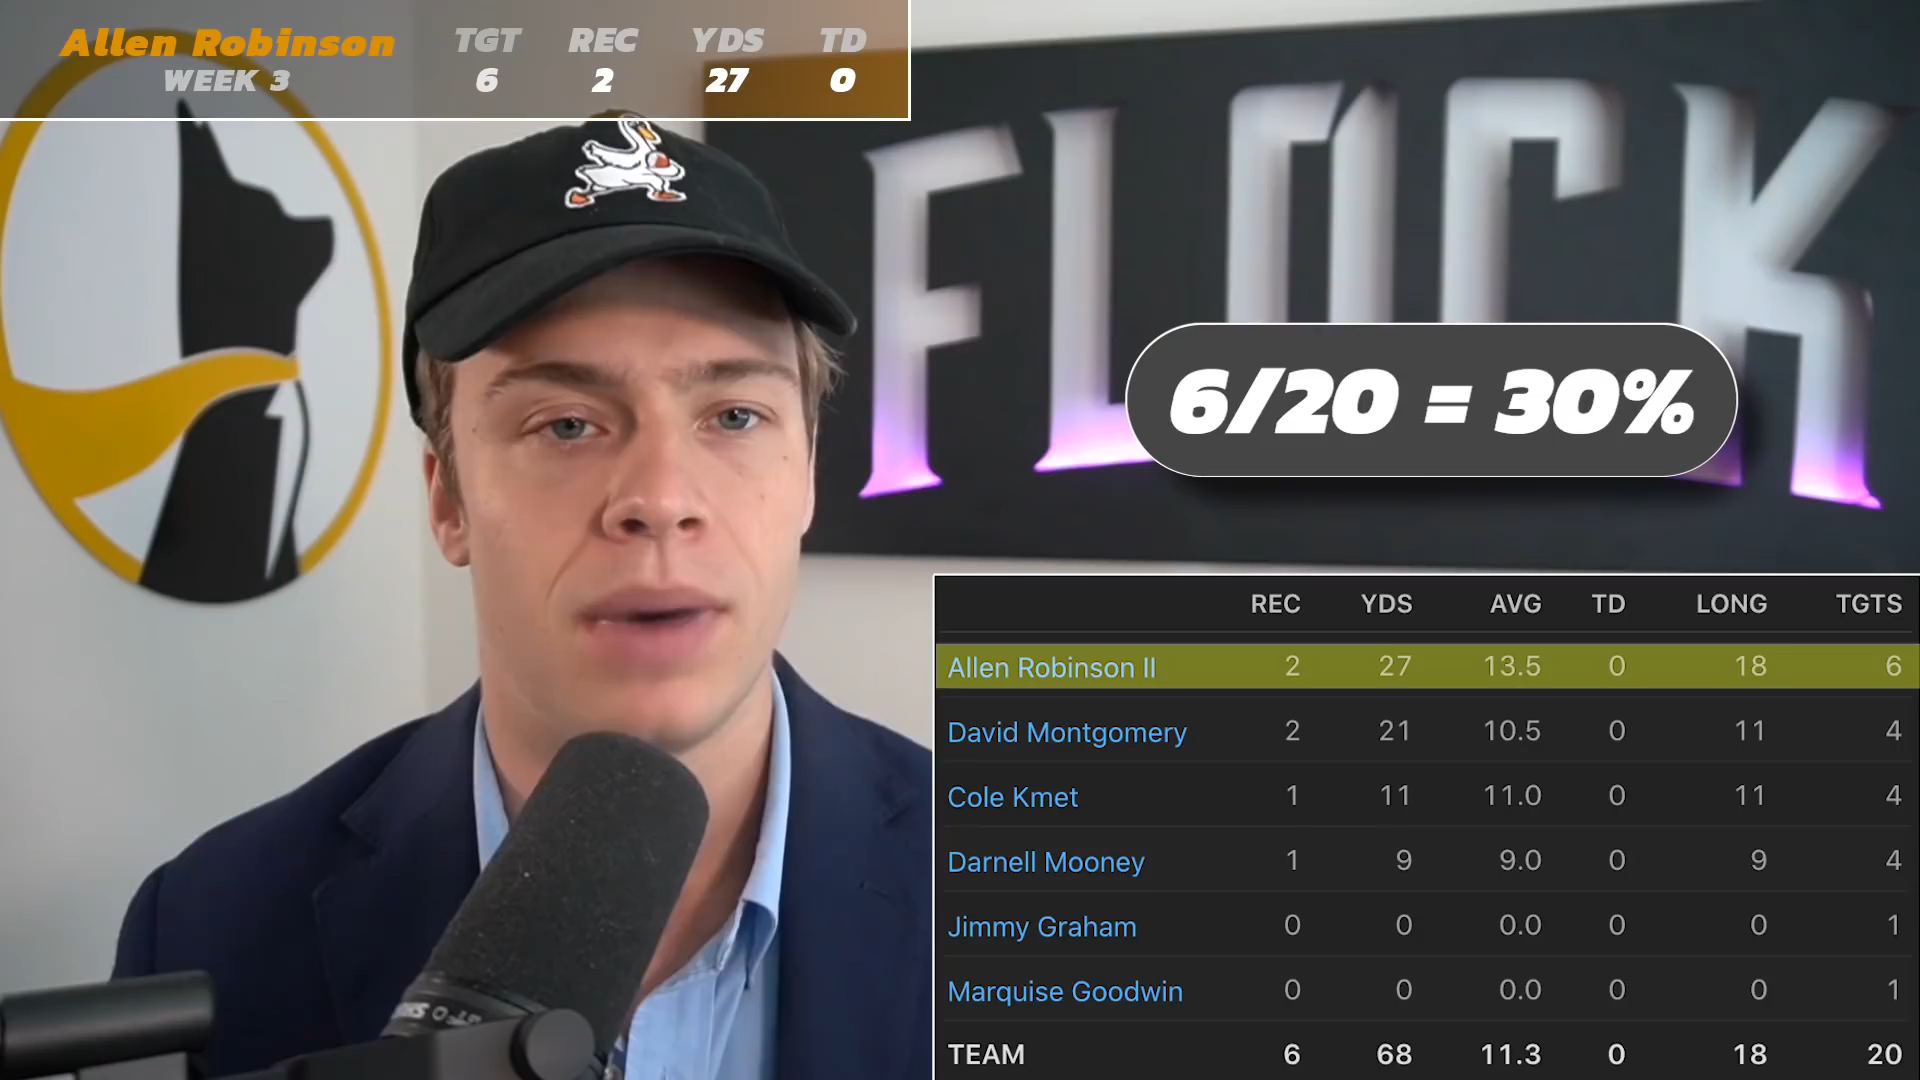 Allen Robinson TGT REC YDS TD
WEEK 3 6 2 27 0
FLOCK
6/20 = 30%
REC YDS AVG TD LONG TGTS
Allen Robinson II 2 27 13.5 0 18 6
David Montgomery 2 21 10.5 0 11 4
Cole Kmet 1 11 11.0 0 11 4
Darnell Mooney 1 9 9.0 0 9 4
Jimmy Graham 0 0 0.0 0 0 1
Marquise Goodwin 0 0 0.0 0 0 1
TEAM 6 68 11.3 0 18 20